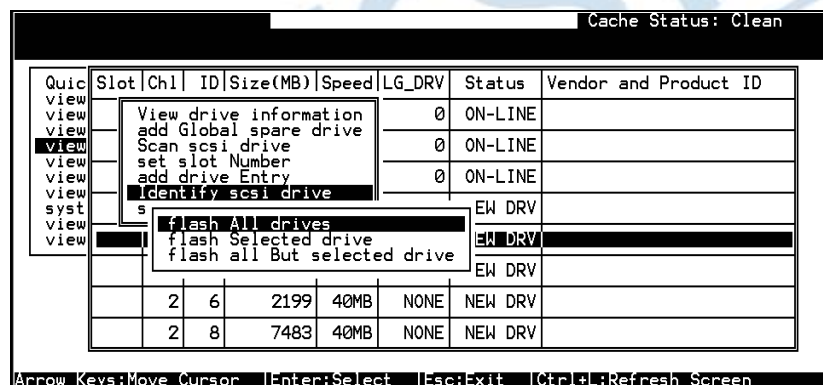 Cache Status: Clean
Quic Slot Chl ID Size(MB) Speed LG_DRV Status Vendor and Product ID
view
view View drive information 0 ON-LINE
view add Global spare drive
view Scan scsi drive 0 ON-LINE
view set slot Number
view add drive Entry 0 ON-LINE
view Identify scsi drive
syst s EW DRV
view flash All drives
view flash Selected drive EW DRV
flash all But selected drive
EW DRV
2 6 2199 40MB NONE NEW DRV
2 8 7483 40MB NONE NEW DRV
Arrow Keys:Move Cursor |Enter:Select |Esc:Exit |Ctrl+L:Refresh Screen